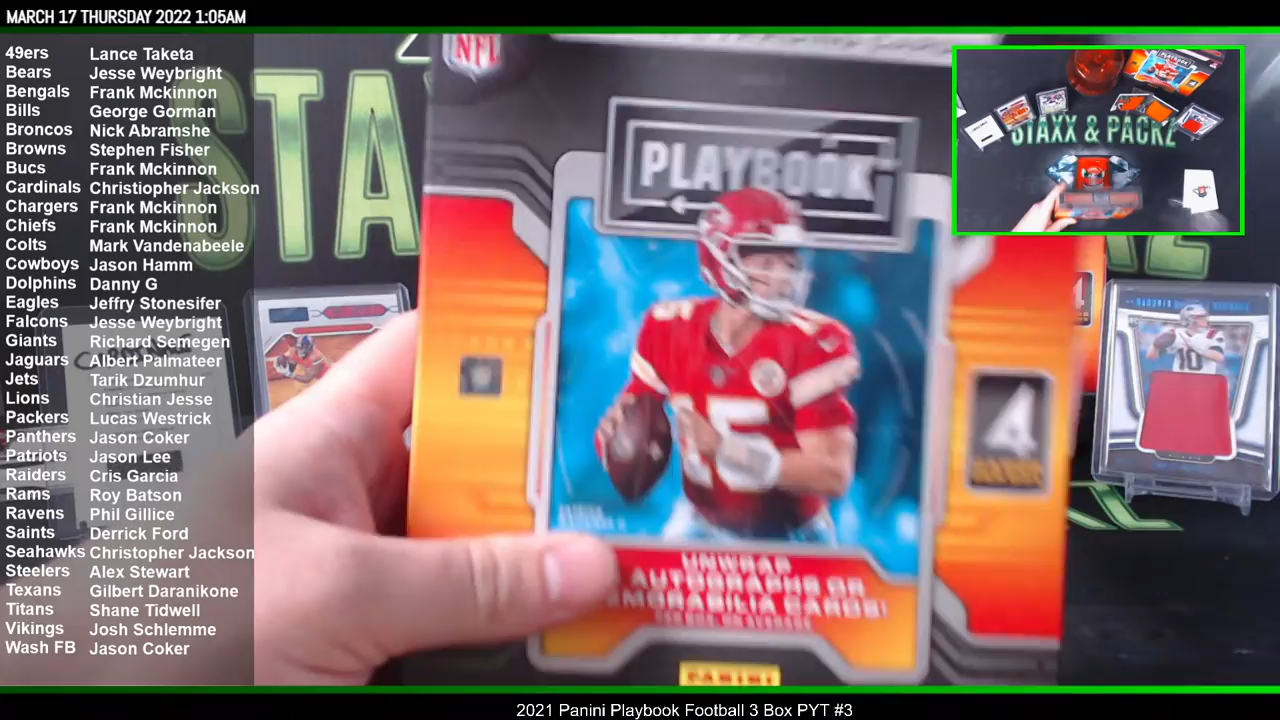 MARCH 17 THURSDAY 2022 1:05AM
49ers Lance Taketa
Bears Jesse Weybright
Bengals Frank Mckinnon
Bills George Gorman
Broncos Nick Abramshe
Browns Stephen Fisher
Bucs Frank Mckinnon
Cardinals Christiopher Jackson
Chargers Frank Mckinnon
Chiefs Frank Mckinnon
Colts Mark Vandenabeele
Cowboys Jason Hamm
Dolphins Danny G
Eagles Jeffry Stonesifer
Falcons Jesse Weybright
Giants Richard Semegen
Jaguars Albert Palmateer
Jets Tarik Dzumhur
Lions Christian Jesse
Packers Lucas Westrick
Panthers Jason Coker
Patriots Jason Lee
Raiders Cris Garcia
Rams Roy Batson
Ravens Phil Gillice
Saints Derrick Ford
Seahawks Christopher Jackson
Steelers Alex Stewart
Texans Gilbert Daranikone
Titans Shane Tidwell
Vikings Josh Schlemme
Wash FB Jason Coker
NFL
PLAYBOOK
15
4
UNWRAP
AUTOGRAPHS OR
MEMORABILIA CARDS!
PANINI
STAXX & PACKZ
PLAYBOOK
10
2021 Panini Playbook Football 3 Box PYT #3